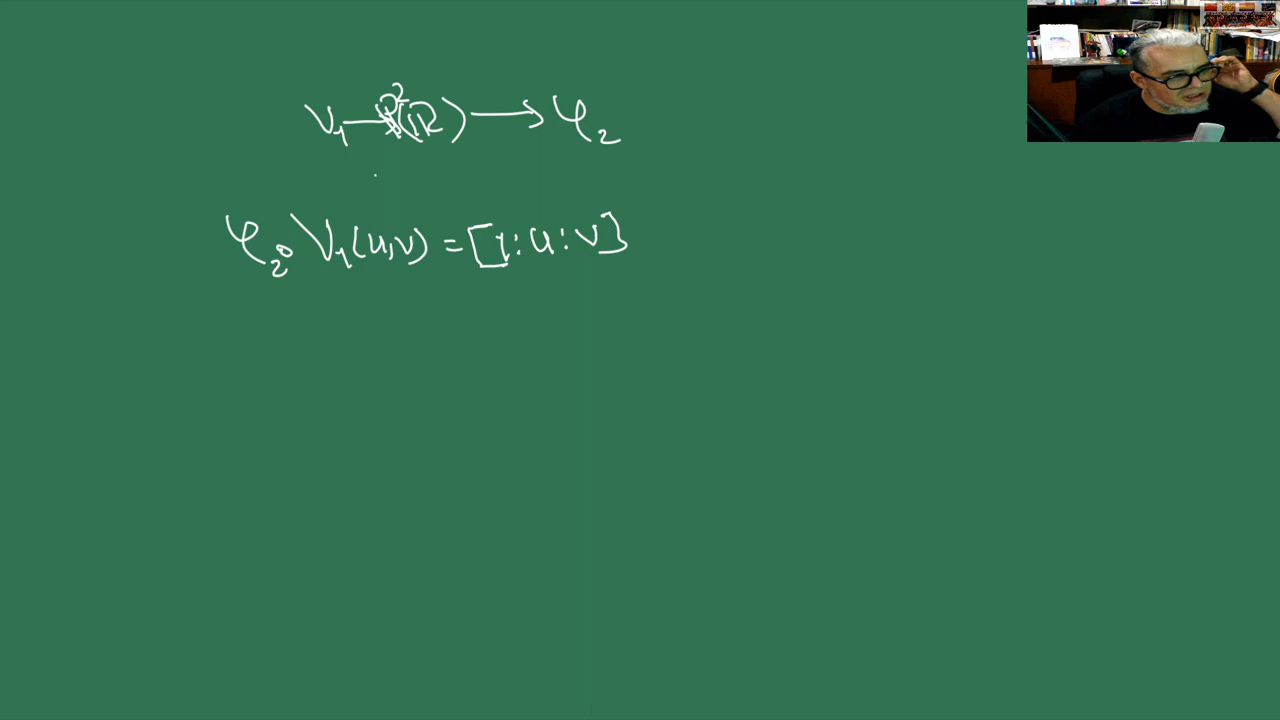 V₁ → P²(ℝ) → φ₂
φ₂ ∘ V₁(u,v) = [1:u:v]